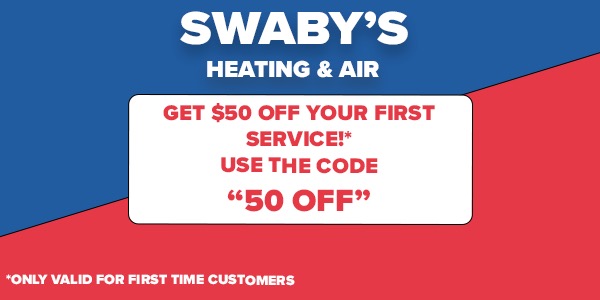 SWABY’S
HEATING & AIR
GET $50 OFF YOUR FIRST
SERVICE!*
USE THE CODE
“50 OFF”
*ONLY VALID FOR FIRST TIME CUSTOMERS